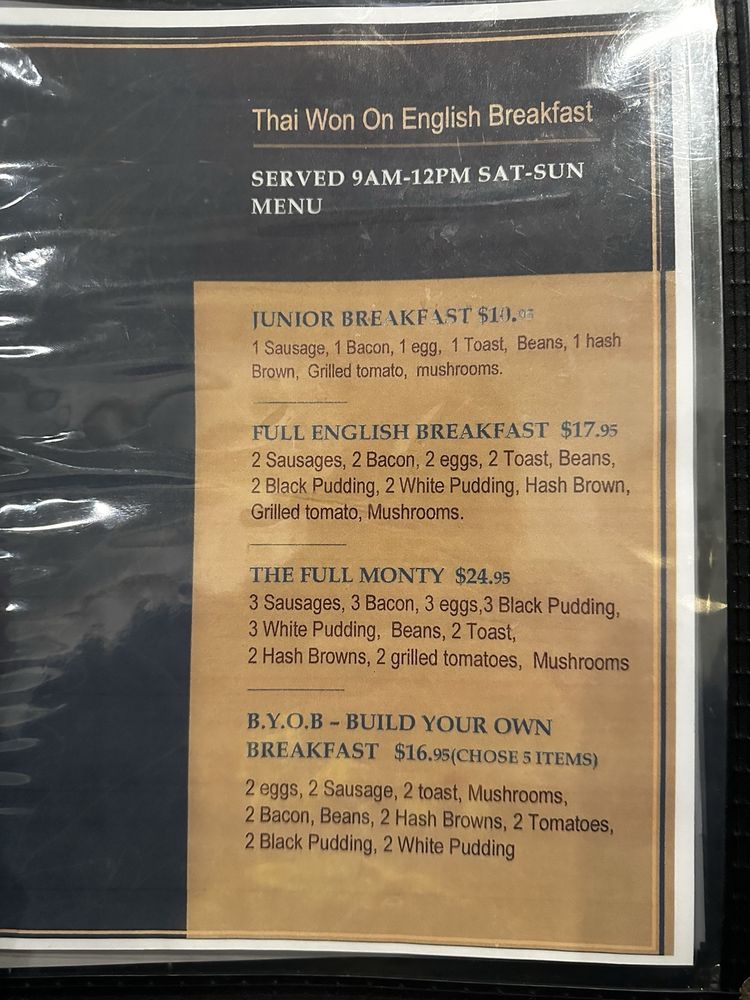 Thai Won On English Breakfast
SERVED 9AM-12PM SAT-SUN
MENU
JUNIOR BREAKFAST $10.95
1 Sausage, 1 Bacon, 1 egg, 1 Toast, Beans, 1 hash
Brown, Grilled tomato, mushrooms.
FULL ENGLISH BREAKFAST $17.95
2 Sausages, 2 Bacon, 2 eggs, 2 Toast, Beans,
2 Black Pudding, 2 White Pudding, Hash Brown,
Grilled tomato, Mushrooms.
THE FULL MONTY $24.95
3 Sausages, 3 Bacon, 3 eggs,3 Black Pudding,
3 White Pudding, Beans, 2 Toast,
2 Hash Browns, 2 grilled tomatoes, Mushrooms
B.Y.O.B – BUILD YOUR OWN
BREAKFAST $16.95(CHOSE 5 ITEMS)
2 eggs, 2 Sausage, 2 toast, Mushrooms,
2 Bacon, Beans, 2 Hash Browns, 2 Tomatoes,
2 Black Pudding, 2 White Pudding